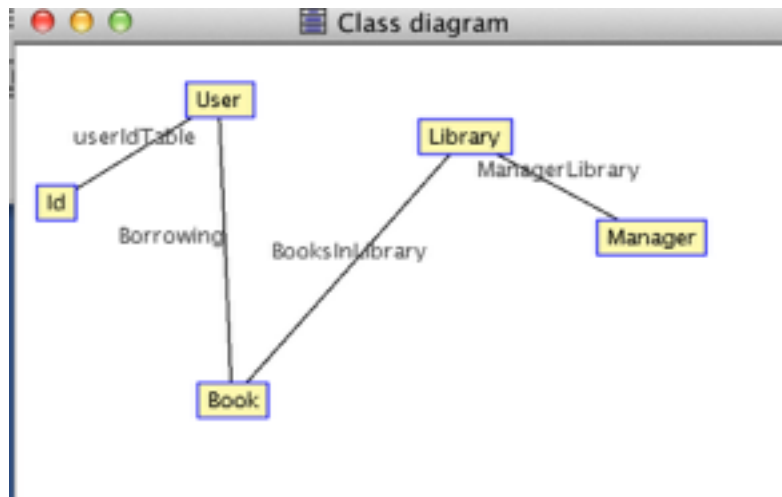 Class diagram
User
userIdTable
Library
ManagerLibrary
Id
Borrowing
BooksInLibrary
Manager
Book